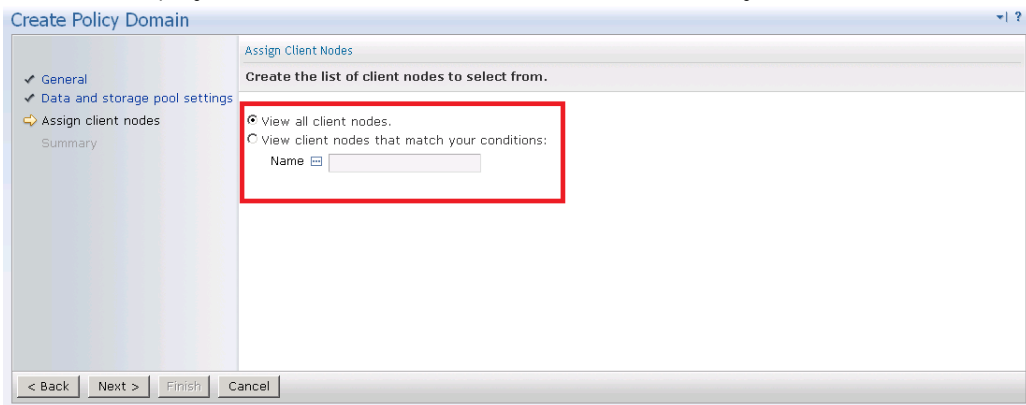 Create Policy Domain
?
Assign Client Nodes
Create the list of client nodes to select from.
General
Data and storage pool settings
Assign client nodes
Summary
View all client nodes.
View client nodes that match your conditions:
Name
< Back Next > Finish Cancel